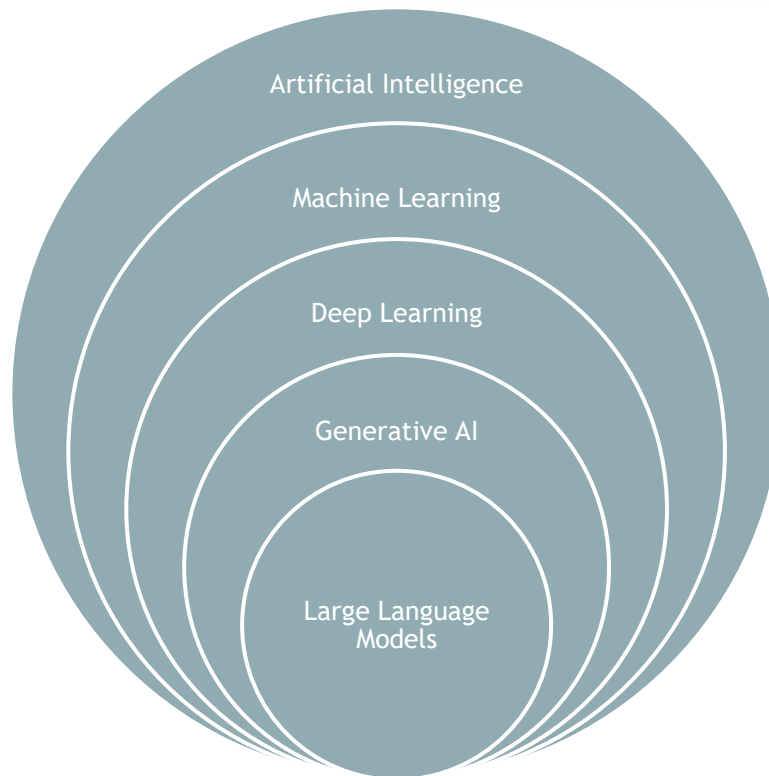 Artificial Intelligence
Machine Learning
Deep Learning
Generative AI
Large Language
Models